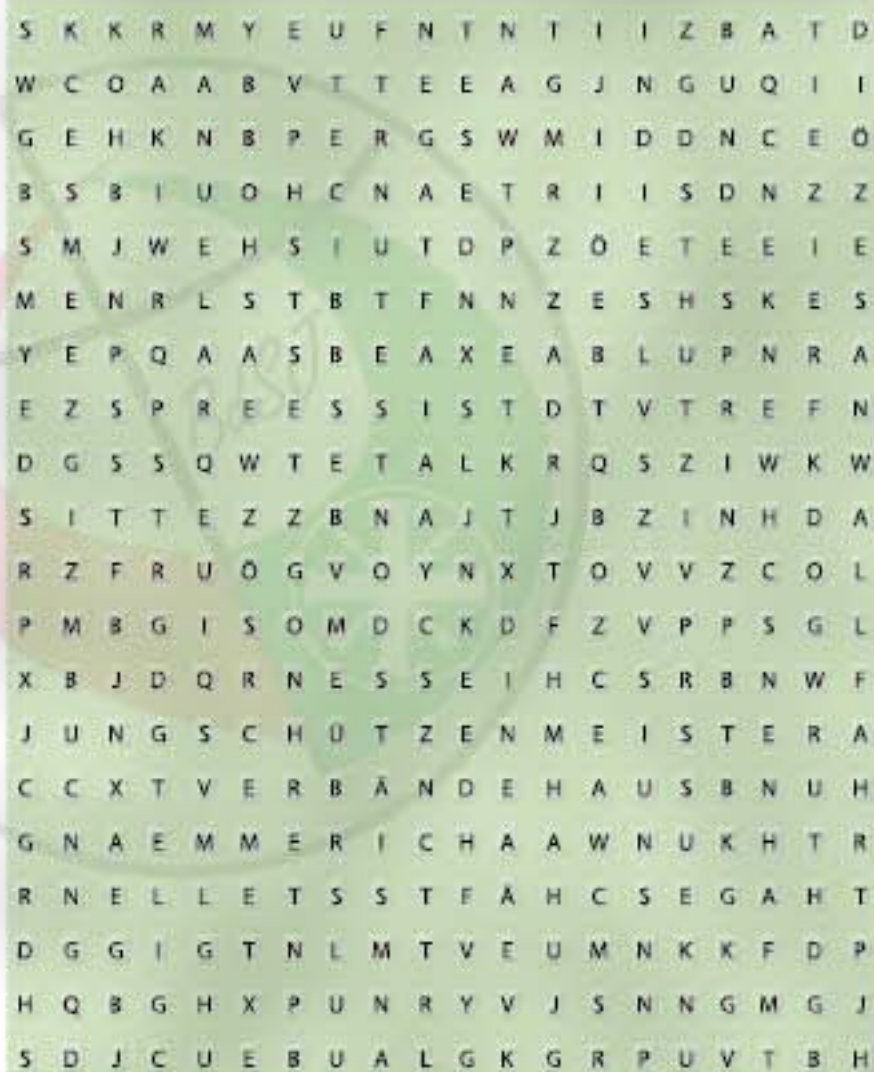 S K K R M Y E U F N T N T I I Z B A T D
W C O A A B V T T E E A G J N G U Q I I
G E H K N B P E R G S W M I D D N C E Ö
B S B I U O H C N A E T R I I S D N Z Z
S M J W E H S I U T D P Z Ö E T E E I E
M E N R L S T B T F N N Z E S H S K E S
Y E P Q A A S B E A X E A B L U P N R A
E Z S P R E E S S I S T D T V T R E F N
D G S S Q W T E T A L K R Q S Z I W K W
S I T T E Z Z B N A J T J B Z I N H D A
R Z F R U Ö G V O Y N X T O V V Z C O L
P M B G I S O M D C K D F Z V P P S G L
X B J D Q R N E S S E I H C S R B N W F
J U N G S C H Ü T Z E N M E I S T E R A
C C X T V E R B Ä N D E H A U S B N U H
G N A E M M E R I C H A A W N U K H T R
R N E L L E T S S T F Ä H C S E G A H T
D G G I G T N L M T V E U M N K K F D P
H Q B G H X P U N R Y V J S N N G M G J
S D J C U E B U A L G K G R P U V T B H